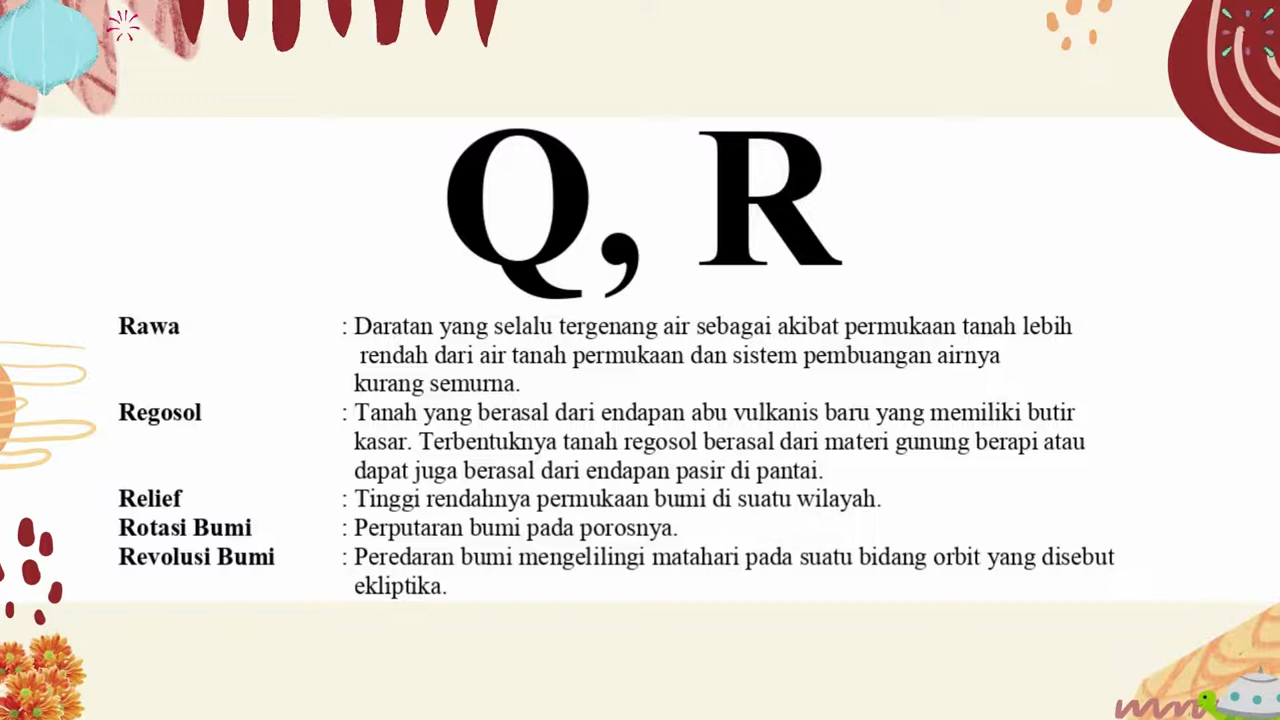 Q, R
Rawa : Daratan yang selalu tergenang air sebagai akibat permukaan tanah lebih
rendah dari air tanah permukaan dan sistem pembuangan airnya
kurang semurna.
Regosol : Tanah yang berasal dari endapan abu vulkanis baru yang memiliki butir
kasar. Terbentuknya tanah regosol berasal dari materi gunung berapi atau
dapat juga berasal dari endapan pasir di pantai.
Relief : Tinggi rendahnya permukaan bumi di suatu wilayah.
Rotasi Bumi : Perputaran bumi pada porosnya.
Revolusi Bumi : Peredaran bumi mengelilingi matahari pada suatu bidang orbit yang disebut
ekliptika.